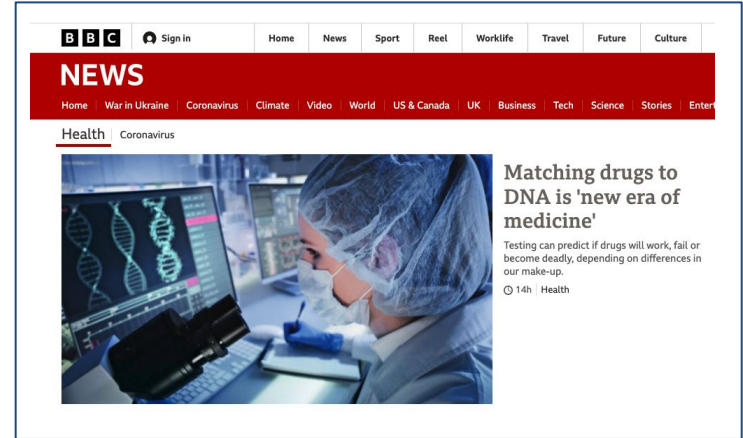 BBC Sign in Home News Sport Reel Worklife Travel Future Culture
NEWS
Home War in Ukraine Coronavirus Climate Video World US & Canada UK Business Tech Science Stories
Health Coronavirus
Matching drugs to
DNA is 'new era of
medicine'
Testing can predict if drugs will work, fail or
become deadly, depending on differences in
our make-up.
14h Health